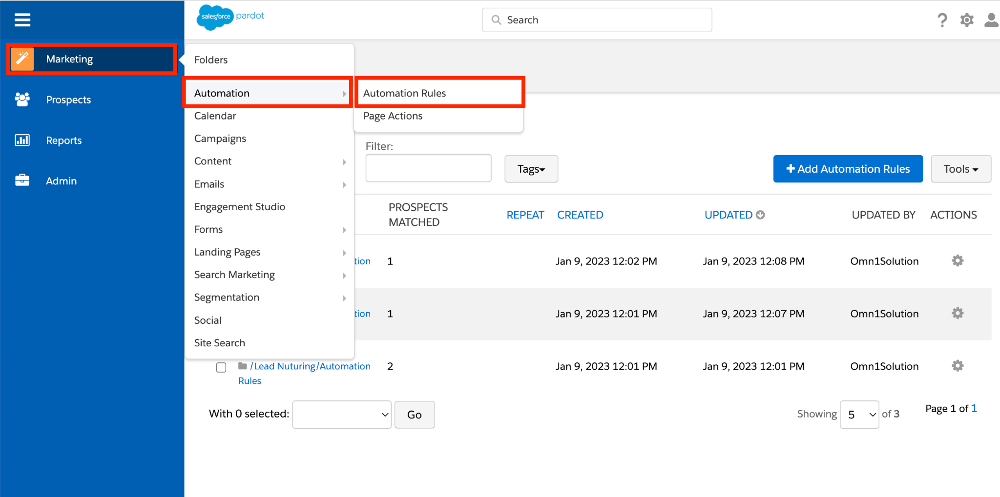 salesforce pardot
Search
Marketing
Prospects
Reports
Admin
Folders
Automation
Calendar
Campaigns
Content
Emails
Engagement Studio
Forms
Landing Pages
Search Marketing
Segmentation
Social
Site Search
Automation Rules
Page Actions
Filter:
Tags
Add Automation Rules
Tools
PROSPECTS
MATCHED
REPEAT CREATED UPDATED UPDATED BY ACTIONS
tion 1 Jan 9, 2023 12:02 PM Jan 9, 2023 12:08 PM Omn1Solution
tion 1 Jan 9, 2023 12:01 PM Jan 9, 2023 12:07 PM Omn1Solution
/Lead Nuturing/Automation 2 Jan 9, 2023 12:01 PM Jan 9, 2023 12:01 PM Omn1Solution
Rules
With 0 selected: Go Showing 5 of 3 Page 1 of 1